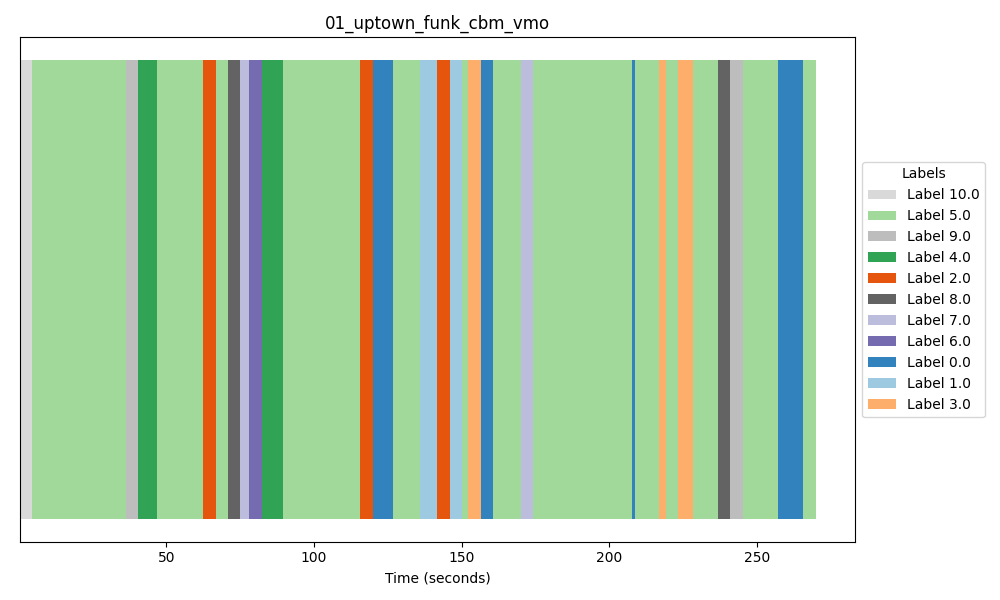 01_uptown_funk_cbm_vmo
Labels
Label 10.0
Label 5.0
Label 9.0
Label 4.0
Label 2.0
Label 8.0
Label 7.0
Label 6.0
Label 0.0
Label 1.0
Label 3.0
50 100 150 200 250
Time (seconds)